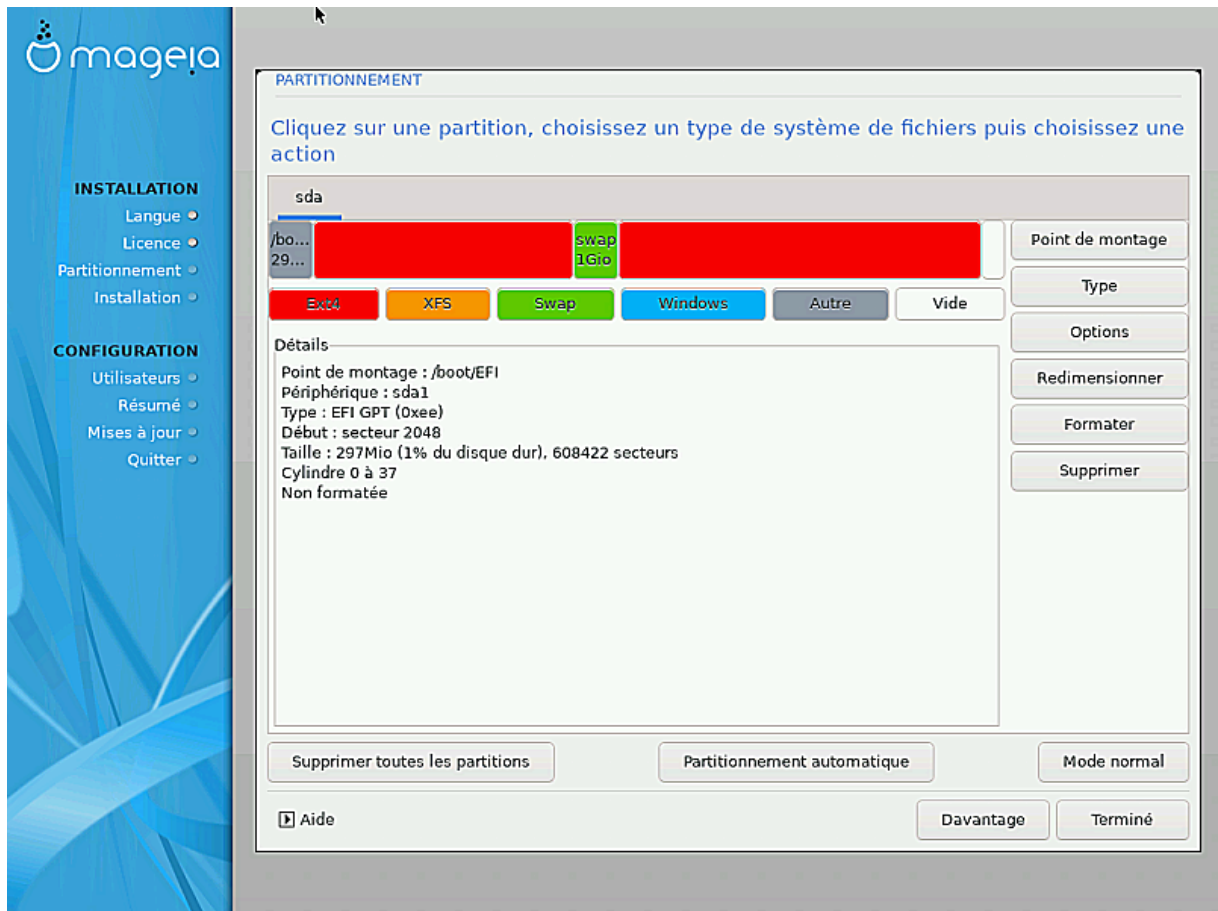 mageia
INSTALLATION
Langue
Licence
Partitionnement
Installation
CONFIGURATION
Utilisateurs
Résumé
Mises à jour
Quitter
PARTITIONNEMENT
Cliquez sur une partition, choisissez un type de système de fichiers puis choisissez une
action
sda
/bo...
29...
swap
1Gio
Ext4
XFS
Swap
Windows
Autre
Vide
Détails
Point de montage : /boot/EFI
Périphérique : sda1
Type : EFI GPT (0xee)
Début : secteur 2048
Taille : 297Mio (1% du disque dur), 608422 secteurs
Cylindre 0 à 37
Non formatée
Point de montage
Type
Options
Redimensionner
Formater
Supprimer
Supprimer toutes les partitions
Partitionnement automatique
Mode normal
Aide
Davantage
Terminé